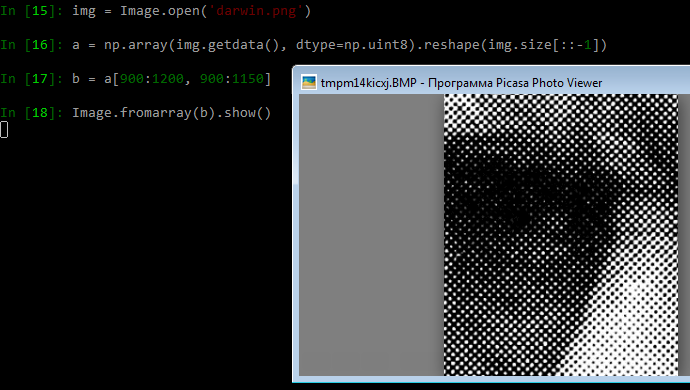 In [15]: img = Image.open('darwin.png')
In [16]: a = np.array(img.getdata(), dtype=np.uint8).reshape(img.size[::-1])
In [17]: b = a[900:1200, 900:1150]
tmpm14kicxj.BMP - Программа Picasa Photo Viewer
In [18]: Image.fromarray(b).show()